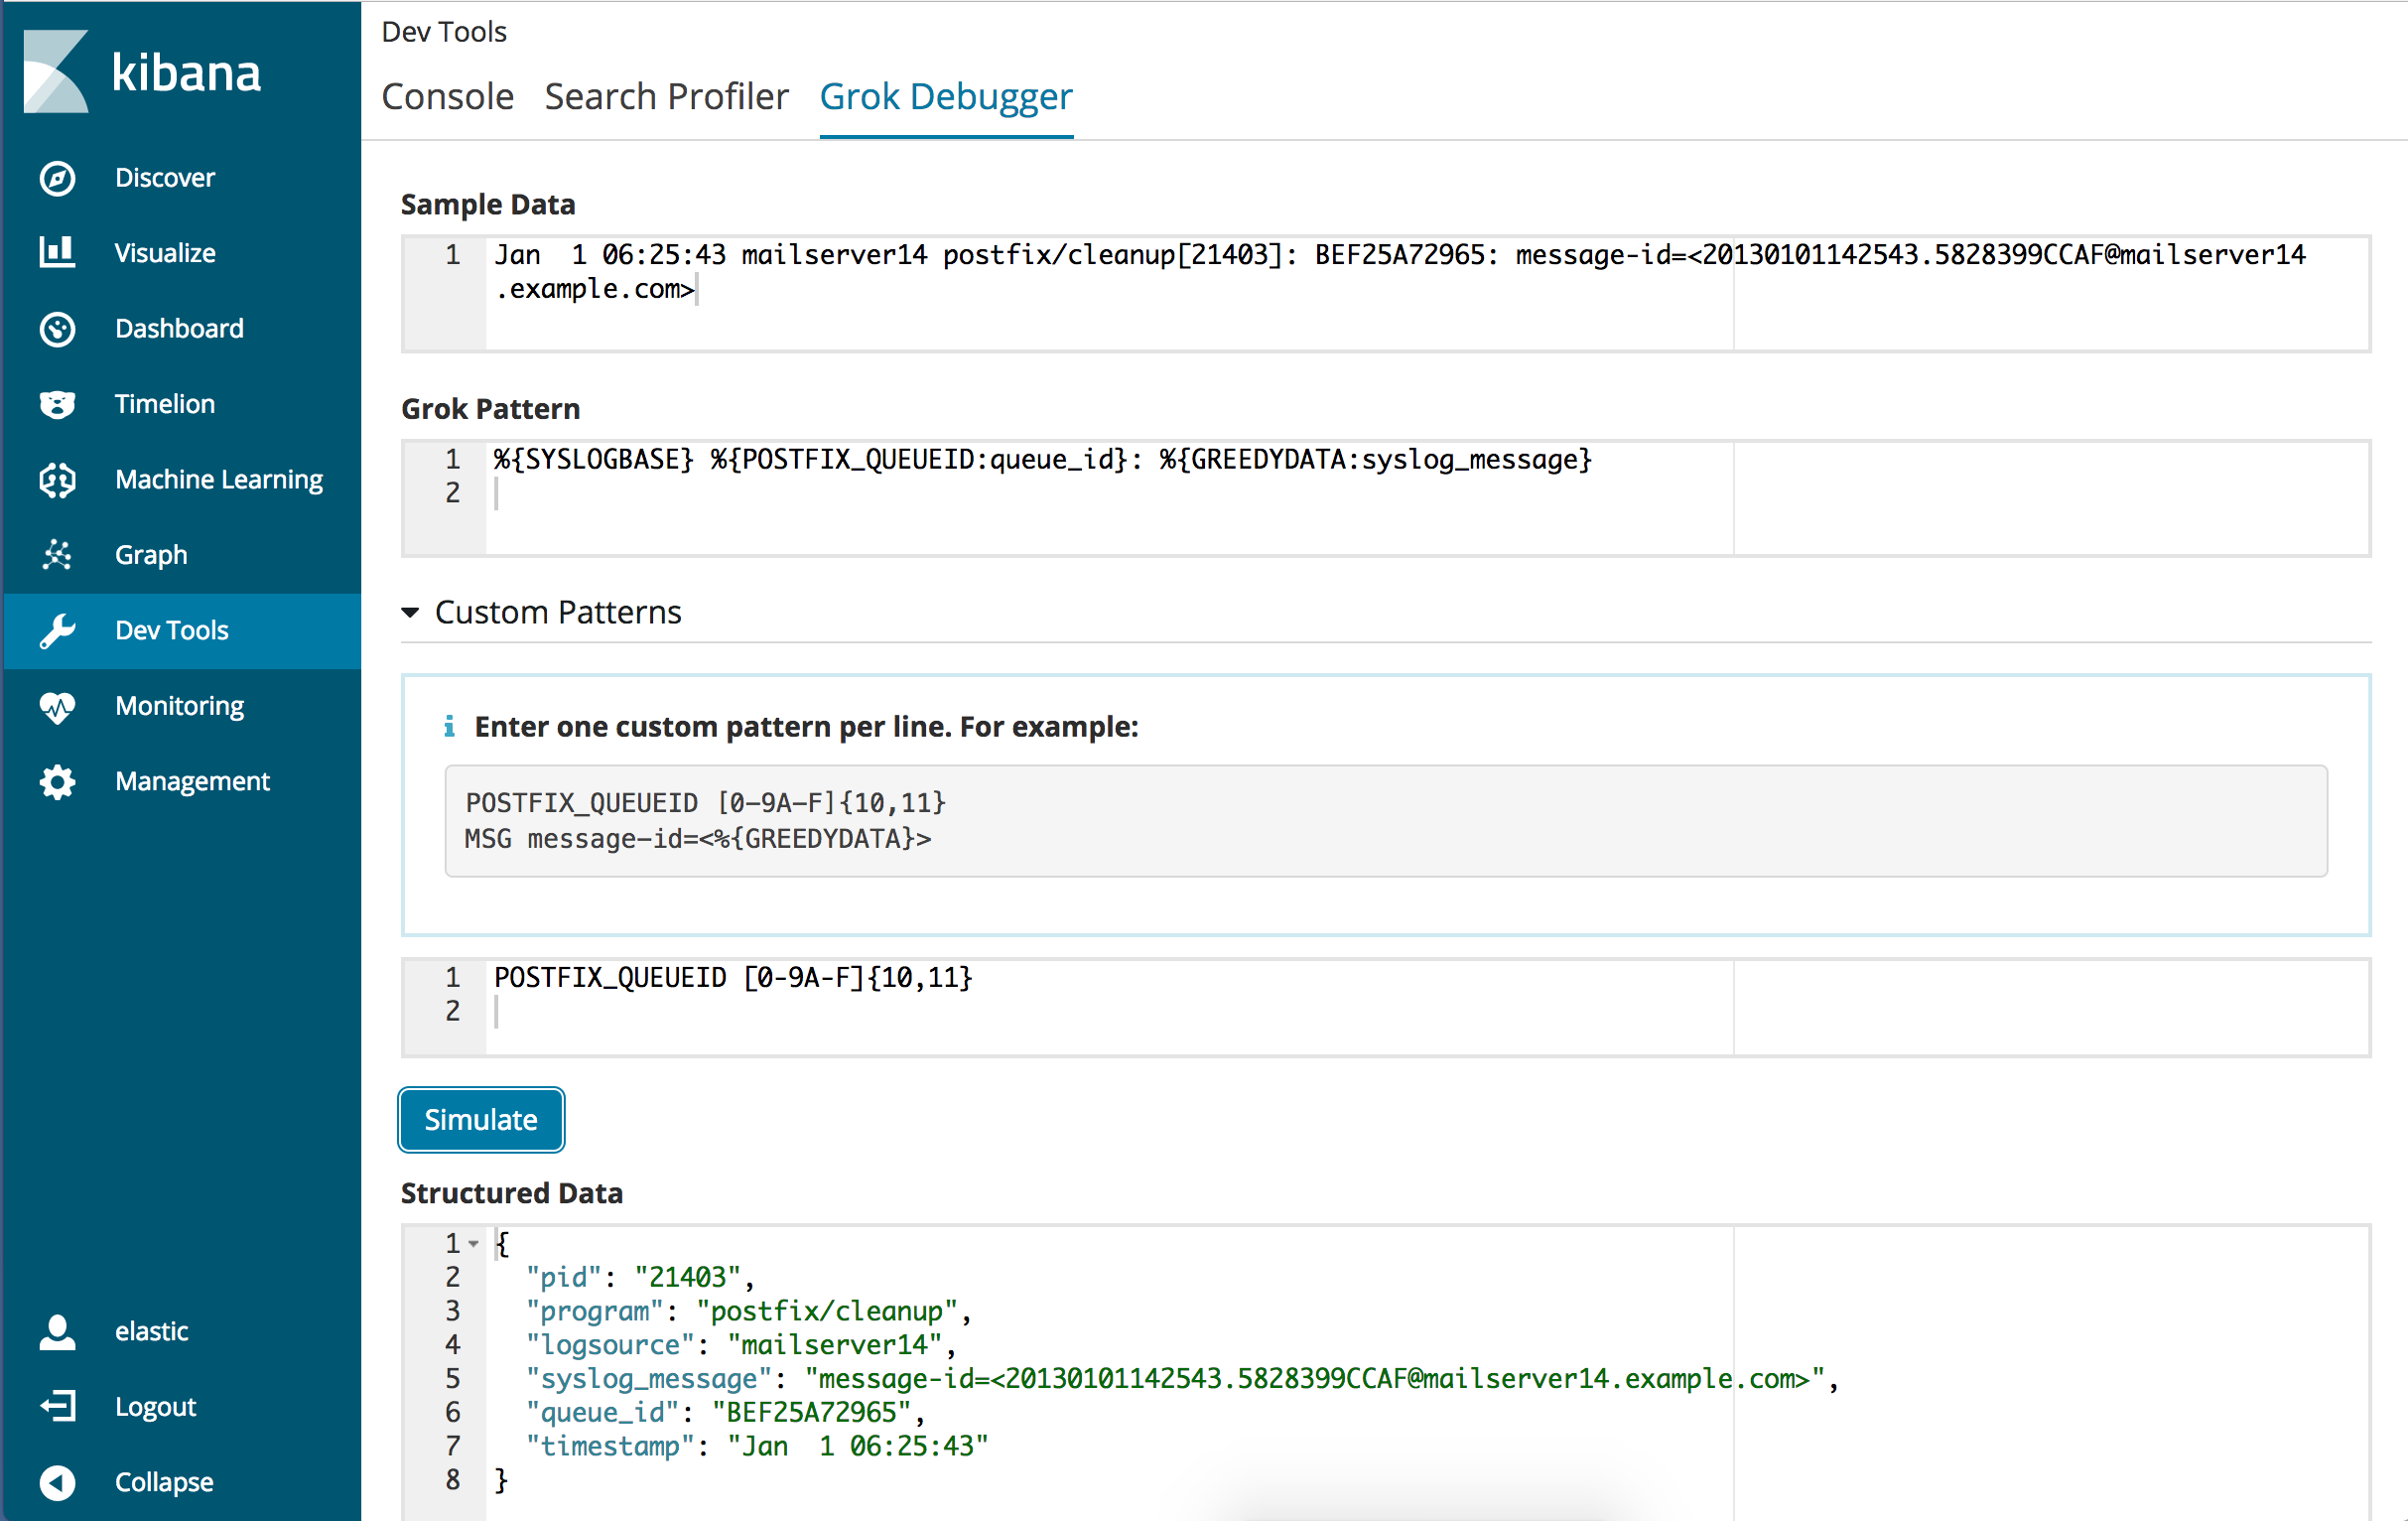 kibana
Discover
Visualize
Dashboard
Timelion
Machine Learning
Graph
Dev Tools
Monitoring
Management
elastic
Logout
Collapse
Dev Tools
Console Search Profiler Grok Debugger
Sample Data
1 Jan  1 06:25:43 mailserver14 postfix/cleanup[21403]: BEF25A72965: message-id=<20130101142543.5828399CCAF@mailserver14
.example.com>
Grok Pattern
1 %{SYSLOGBASE} %{POSTFIX_QUEUEID:queue_id}: %{GREEDYDATA:syslog_message}
2
Custom Patterns
i Enter one custom pattern per line. For example:
POSTFIX_QUEUEID [0-9A-F]{10,11}
MSG message-id=<%{GREEDYDATA}>
1 POSTFIX_QUEUEID [0-9A-F]{10,11}
2
Simulate
Structured Data
1 {
2 "pid": "21403",
3 "program": "postfix/cleanup",
4 "logsource": "mailserver14",
5 "syslog_message": "message-id=<20130101142543.5828399CCAF@mailserver14.example.com>",
6 "queue_id": "BEF25A72965",
7 "timestamp": "Jan  1 06:25:43"
8 }